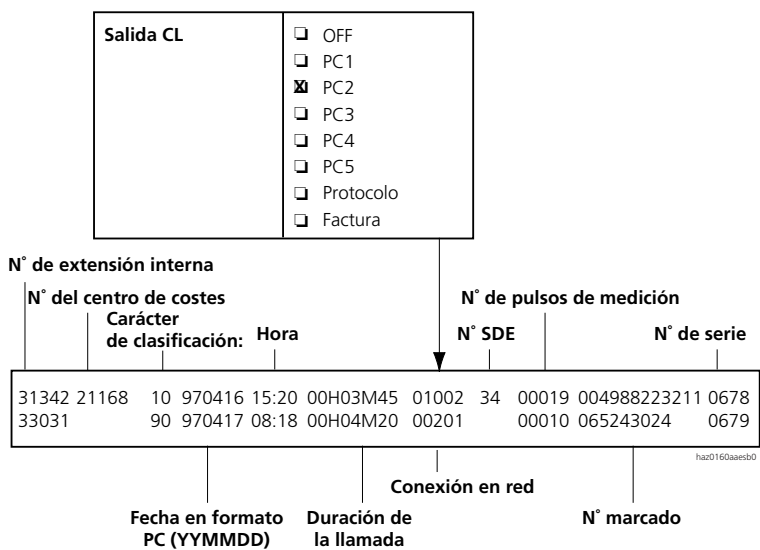 Salida CL
OFF
PC1
PC2
PC3
PC4
PC5
Protocolo
Factura
N° de extensión interna
N° del centro de costes
Carácter
de clasificación:
Hora
N° de pulsos de medición
N° SDE
N° de serie
31342 21168 10 970416 15:20 00H03M45 01002 34 00019 004988223211 0678
33031 90 970417 08:18 00H04M20 00201 00010 065243024 0679
haz0160aaesb0
Conexión en red
Fecha en formato
PC (YYMMDD)
Duración de
la llamada
N° marcado